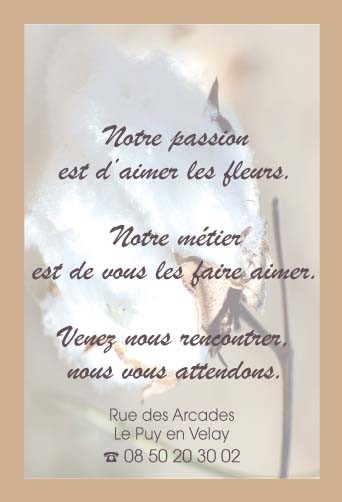 Notre passion
est d'aimer les fleurs.
Notre métier
est de vous les faire aimer.
Venez nous rencontrer,
nous vous attendons.
Rue des Arcades
Le Puy en Velay
☎ 08 50 20 30 02